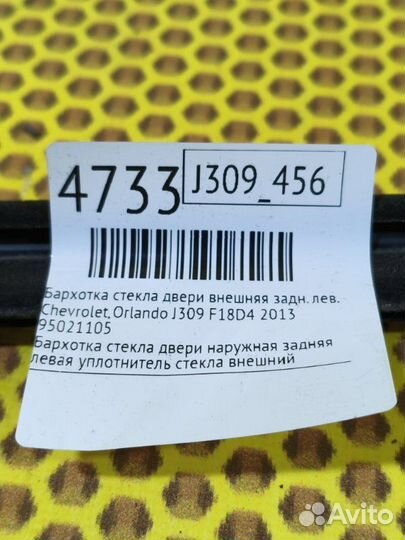 4733
J309_456
Бархотка стекла двери внешняя задн. лев.
Chevrolet,Orlando J309 F18D4 2013
95021105
Бархотка стекла двери наружная задняя
левая уплотнитель стекла внешний
Avito